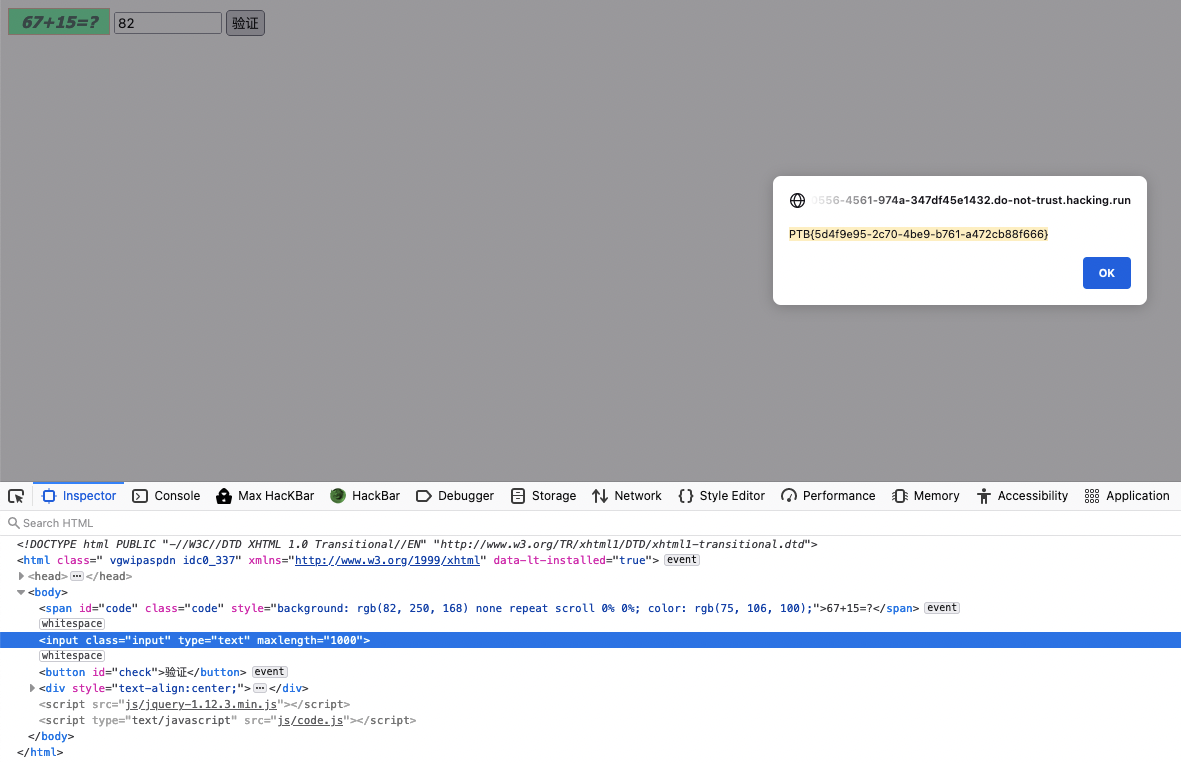 67+15=? 82 验证
0556-4561-974a-347df45e1432.do-not-trust.hacking.run
PTB{5d4f9e95-2c70-4be9-b761-a472cb88f666}
OK
Inspector Console Max HacKBar HackBar Debugger Storage Network Style Editor Performance Memory Accessibility Application
Search HTML
<!DOCTYPE html PUBLIC "-//W3C//DTD XHTML 1.0 Transitional//EN" "http://www.w3.org/TR/xhtml1/DTD/xhtml1-transitional.dtd">
<html class=" vgwipaspdn idc0_337" xmlns="http://www.w3.org/1999/xhtml" data-lt-installed="true"> event
<head> ··· </head>
<body>
<span id="code" class="code" style="background: rgb(82, 250, 168) none repeat scroll 0% 0%; color: rgb(75, 106, 100);">67+15=?</span> event
whitespace
<input class="input" type="text" maxlength="1000">
whitespace
<button id="check">验证</button> event
<div style="text-align:center;"> ··· </div>
<script src="js/jquery-1.12.3.min.js"></script>
<script type="text/javascript" src="js/code.js"></script>
</body>
</html>